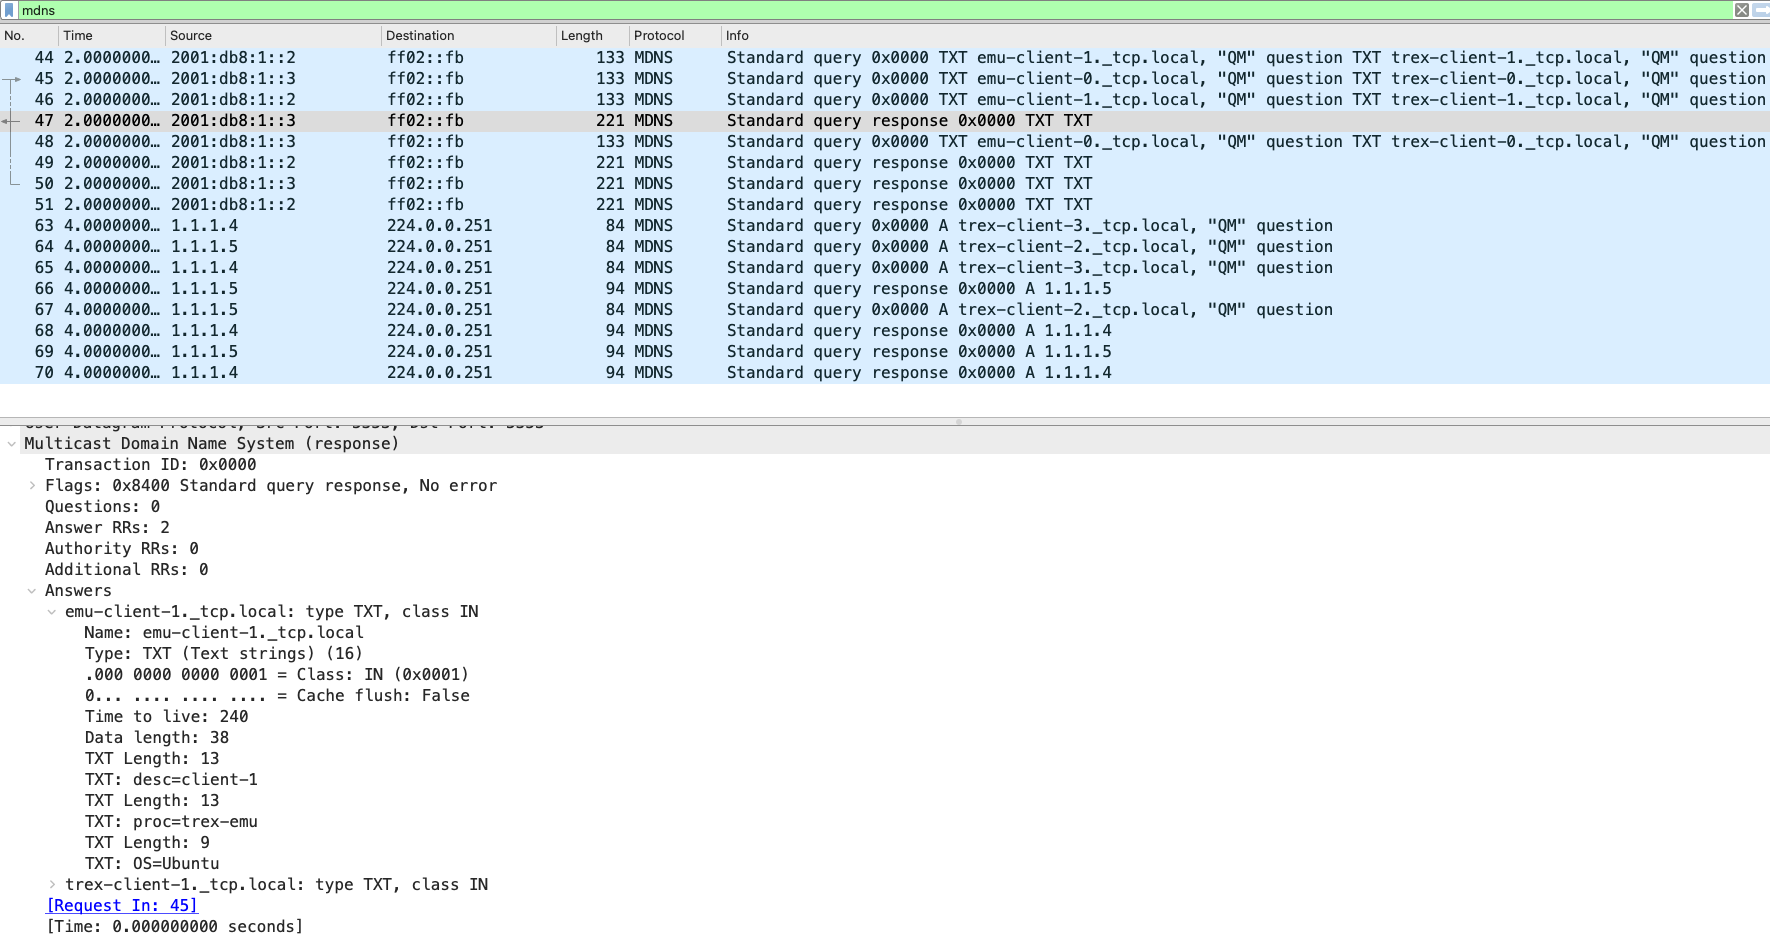 mdns
No. Time Source Destination Length Protocol Info
44 2.0000000… 2001:db8:1::2 ff02::fb 133 MDNS Standard query 0x0000 TXT emu-client-1._tcp.local, "QM" question TXT trex-client-1._tcp.local, "QM" question
45 2.0000000… 2001:db8:1::3 ff02::fb 133 MDNS Standard query 0x0000 TXT emu-client-0._tcp.local, "QM" question TXT trex-client-0._tcp.local, "QM" question
46 2.0000000… 2001:db8:1::2 ff02::fb 133 MDNS Standard query 0x0000 TXT emu-client-1._tcp.local, "QM" question TXT trex-client-1._tcp.local, "QM" question
47 2.0000000… 2001:db8:1::3 ff02::fb 221 MDNS Standard query response 0x0000 TXT TXT
48 2.0000000… 2001:db8:1::3 ff02::fb 133 MDNS Standard query 0x0000 TXT emu-client-0._tcp.local, "QM" question TXT trex-client-0._tcp.local, "QM" question
49 2.0000000… 2001:db8:1::2 ff02::fb 221 MDNS Standard query response 0x0000 TXT TXT
50 2.0000000… 2001:db8:1::3 ff02::fb 221 MDNS Standard query response 0x0000 TXT TXT
51 2.0000000… 2001:db8:1::2 ff02::fb 221 MDNS Standard query response 0x0000 TXT TXT
63 4.0000000… 1.1.1.4 224.0.0.251 84 MDNS Standard query 0x0000 A trex-client-3._tcp.local, "QM" question
64 4.0000000… 1.1.1.5 224.0.0.251 84 MDNS Standard query 0x0000 A trex-client-2._tcp.local, "QM" question
65 4.0000000… 1.1.1.4 224.0.0.251 84 MDNS Standard query 0x0000 A trex-client-3._tcp.local, "QM" question
66 4.0000000… 1.1.1.5 224.0.0.251 94 MDNS Standard query response 0x0000 A 1.1.1.5
67 4.0000000… 1.1.1.5 224.0.0.251 84 MDNS Standard query 0x0000 A trex-client-2._tcp.local, "QM" question
68 4.0000000… 1.1.1.4 224.0.0.251 94 MDNS Standard query response 0x0000 A 1.1.1.4
69 4.0000000… 1.1.1.5 224.0.0.251 94 MDNS Standard query response 0x0000 A 1.1.1.5
70 4.0000000… 1.1.1.4 224.0.0.251 94 MDNS Standard query response 0x0000 A 1.1.1.4
Multicast Domain Name System (response)
Transaction ID: 0x0000
Flags: 0x8400 Standard query response, No error
Questions: 0
Answer RRs: 2
Authority RRs: 0
Additional RRs: 0
Answers
emu-client-1._tcp.local: type TXT, class IN
Name: emu-client-1._tcp.local
Type: TXT (Text strings) (16)
.000 0000 0000 0001 = Class: IN (0x0001)
0... .... .... .... = Cache flush: False
Time to live: 240
Data length: 38
TXT Length: 13
TXT: desc=client-1
TXT Length: 13
TXT: proc=trex-emu
TXT Length: 9
TXT: OS=Ubuntu
trex-client-1._tcp.local: type TXT, class IN
[Request In: 45]
[Time: 0.000000000 seconds]